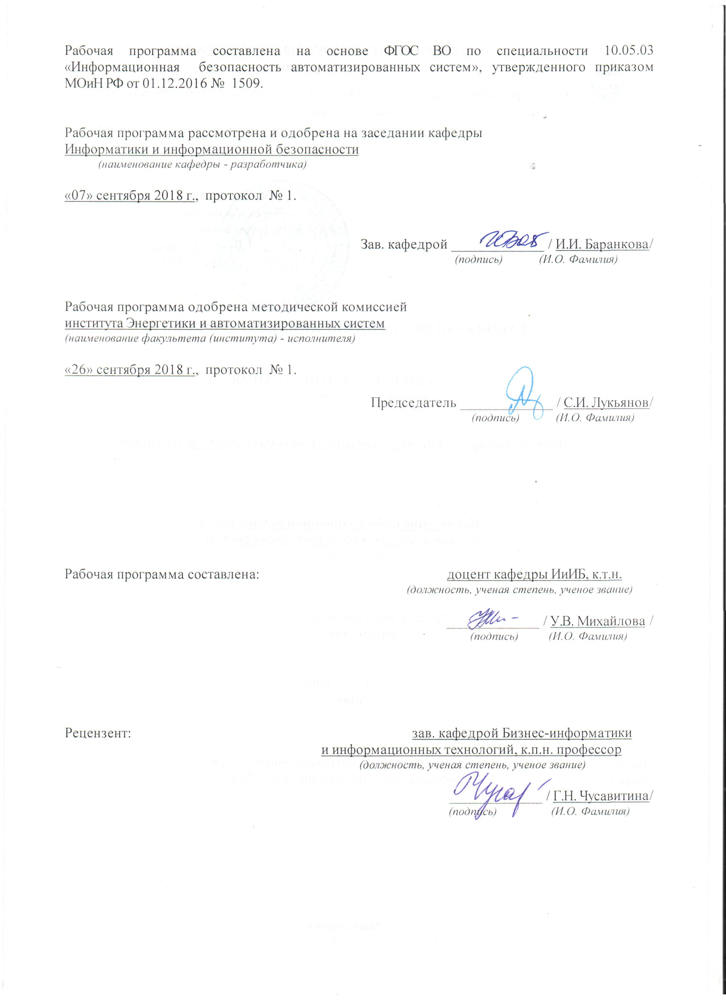 Рабочая программа составлена на основе ФГОС ВО по специальности 10.05.03
«Информационная безопасность автоматизированных систем», утвержденного приказом
МОиН РФ от 01.12.2016 № 1509.
Рабочая программа рассмотрена и одобрена на заседании кафедры
Информатики и информационной безопасности
(наименование кафедры - разработчика)
«07» сентября 2018 г., протокол № 1.
Зав. кафедрой ______________ / И.И. Баранкова/
(подпись) (И.О. Фамилия)
Рабочая программа одобрена методической комиссией
института Энергетики и автоматизированных систем
(наименование факультета (института) - исполнителя)
«26» сентября 2018 г., протокол № 1.
Председатель ______________ / С.И. Лукьянов/
(подпись) (И.О. Фамилия)
Рабочая программа составлена: доцент кафедры ИиИБ, к.т.н.
(должность, ученая степень, ученое звание)
______________ / У.В. Михайлова /
(подпись) (И.О. Фамилия)
Рецензент: зав. кафедрой Бизнес-информатики
и информационных технологий, к.п.н. профессор
(должность, ученая степень, ученое звание)
______________ / Г.Н. Чусавитина/
(подпись) (И.О. Фамилия)